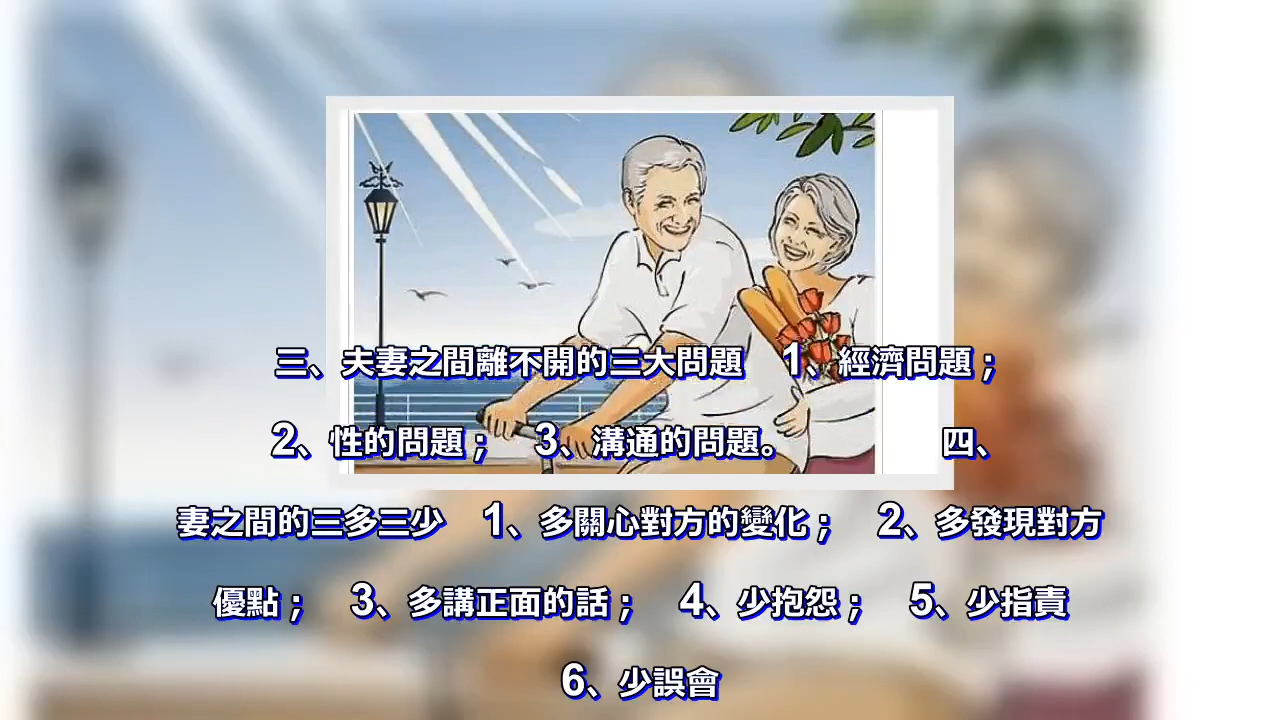 三、夫妻之間離不開的三大問題 1、經濟問題；
2、性的問題； 3、溝通的問題。 四、
妻之間的三多三少 1、多關心對方的變化； 2、多發現對方
優點； 3、多講正面的話； 4、少抱怨； 5、少指責
6、少誤會